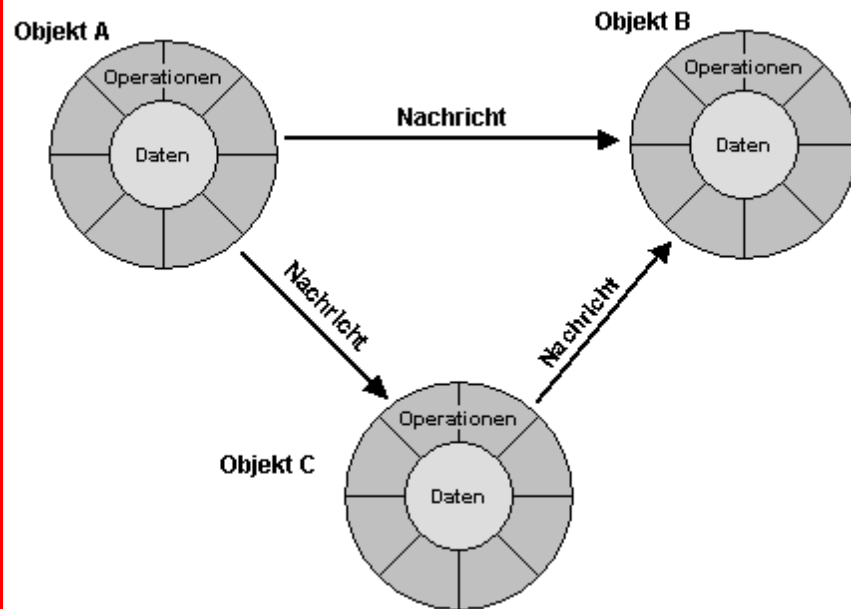 Objekt A
Objekt B
Operationen
Operationen
Nachricht
Daten
Daten
Nachricht
Nachricht
Operationen
Objekt C
Daten